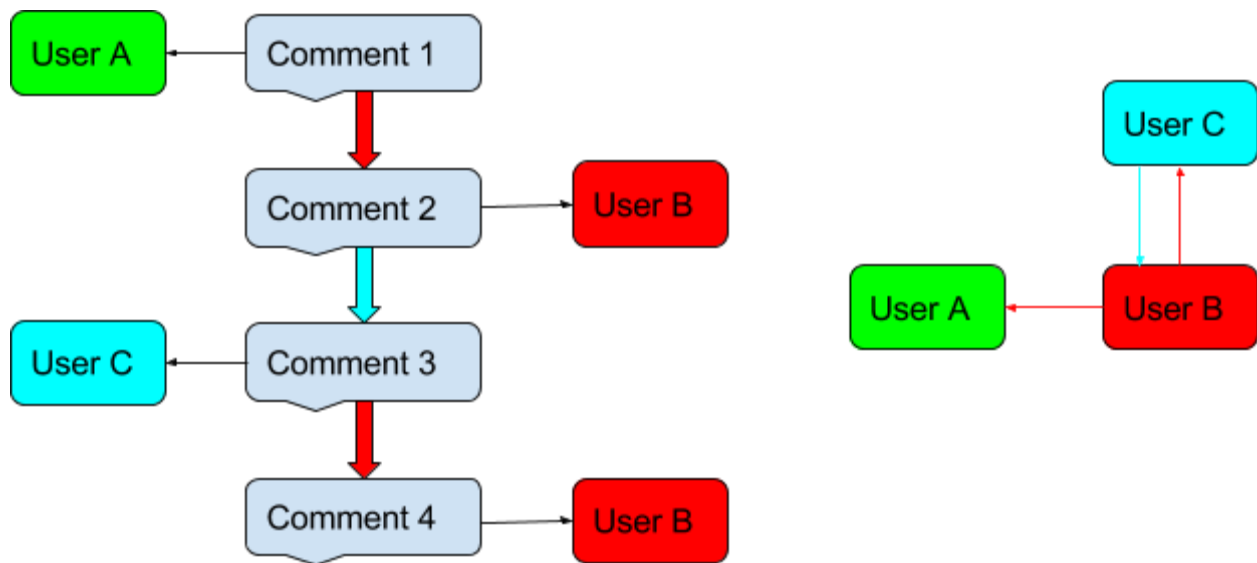 User A
Comment 1
Comment 2
User B
User C
Comment 3
Comment 4
User B
User C
User A
User B